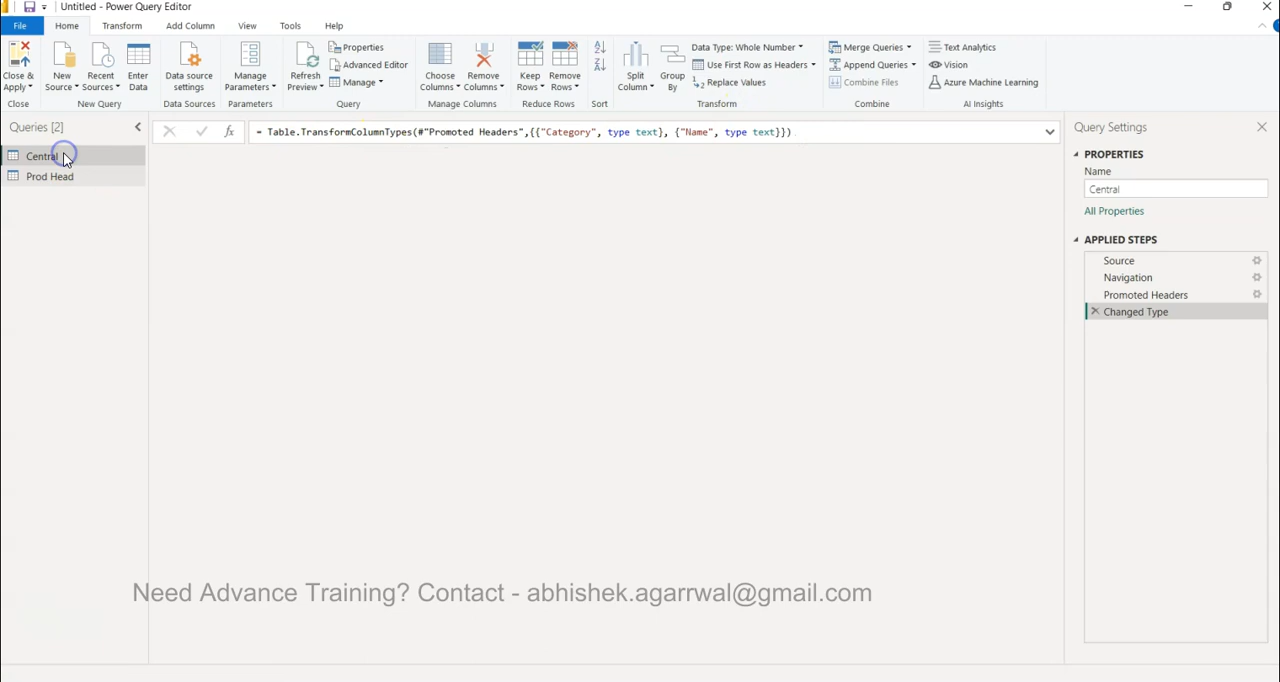 Untitled - Power Query Editor
File Home Transform Add Column View Tools Help
Close & Apply
New Source
Recent Sources
Enter Data
Data source settings
Manage Parameters
Refresh Preview
Properties
Advanced Editor
Manage
Choose Columns
Remove Columns
Keep Rows
Remove Rows
Split Column
Group By
Data Type: Whole Number
Use First Row as Headers
Replace Values
Merge Queries
Append Queries
Combine Files
Text Analytics
Vision
Azure Machine Learning
Close New Query Data Sources Parameters Query Manage Columns Reduce Rows Sort Transform Combine AI Insights
Queries [2]
Central
Prod Head
fx = Table.TransformColumnTypes(#"Promoted Headers",{{"Category", type text}, {"Name", type text}})
Query Settings
PROPERTIES
Name
Central
All Properties
APPLIED STEPS
Source
Navigation
Promoted Headers
Changed Type
Need Advance Training? Contact - abhishek.agarrwal@gmail.com